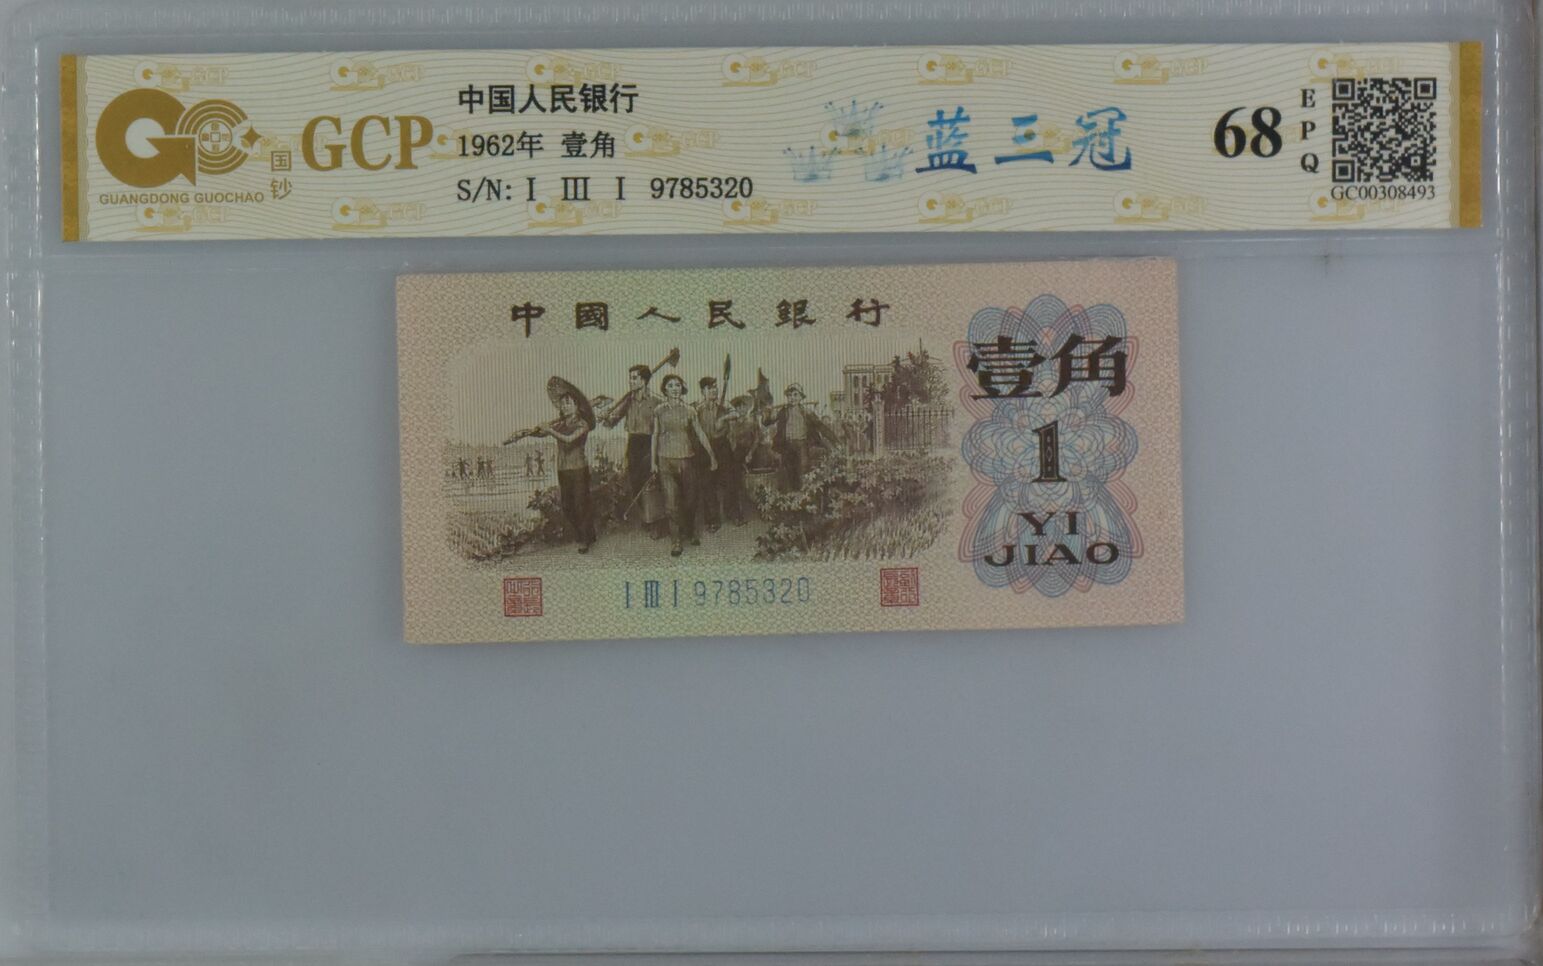 GCP
国钞
GUANGDONG GUOCHAO
中国人民银行
1962年 壹角
S/N: I III I 9785320
蓝三冠
68
EPQ
GC00308493
中國人民銀行
壹角
1
YI
JIAO
I III I 9785320